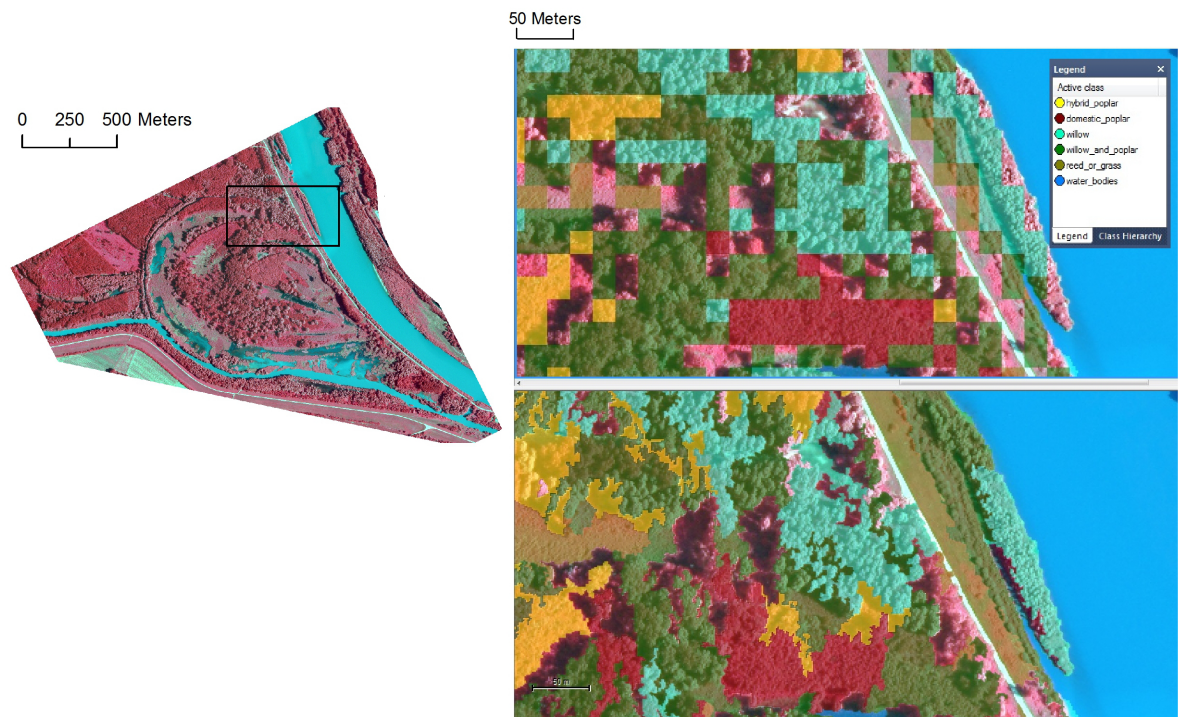 50 Meters
0 250 500 Meters
Legend
Active class
hybrid_poplar
domestic_poplar
willow
willow_and_poplar
reed_or_grass
water_bodies
Legend Class Hierarchy
50 m